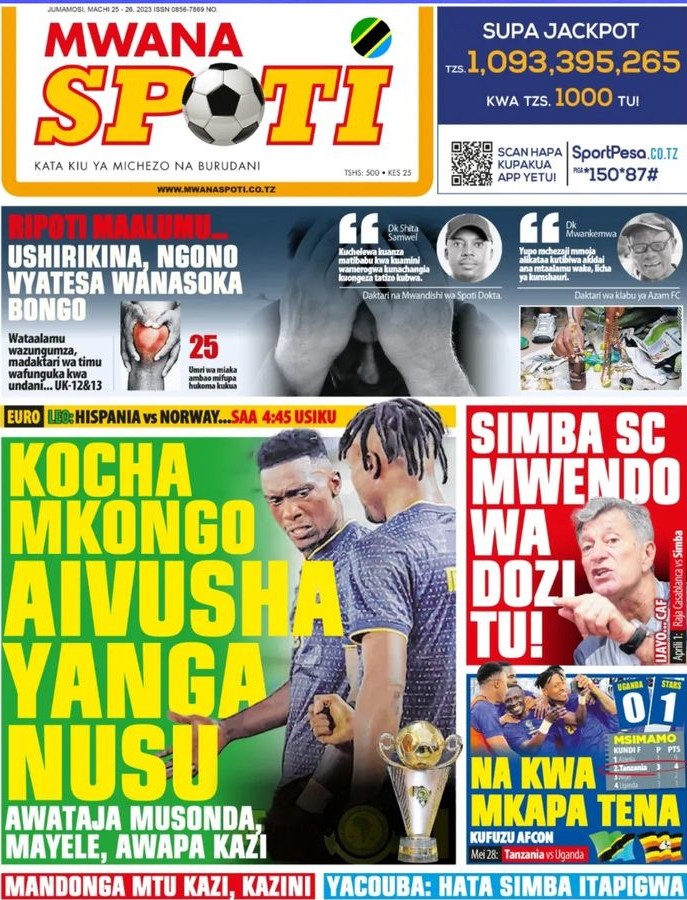 JUMAMOSI, MACHI 25 - 26, 2023 ISSN 0856-7869 NO.
MWANA
SPOTI
KATA KIU YA MICHEZO NA BURUDANI
TSHS: 500 • KES 25
WWW.MWANASPOTI.CO.TZ
SUPA JACKPOT
TZS.1,093,395,265
KWA TZS. 1000 TU!
SCAN HAPA
KUPAKUA
APP YETU!
SportPesa.CO.TZ
PIGA *150*87#
RIPOTI MAALUMU...
USHIRIKINA, NGONO
VYATESA WANASOKA
BONGO
Wataalamu
wazungumza,
madaktari wa timu
wafunguka kwa
undani... UK-12&13
25
Umri wa miaka
ambao mifupa
hukoma kukua
Dk Shita
Samwel
Kuchelewa kuanza
matibabu kwa kuamini
wamerogwa kunachangia
kuongeza tatizo kubwa.
Daktari na Mwandishi wa Spoti Dokta.
Dk
Mwankemwa
Yupo mchezaji mmoja
alikataa kutibiwa akidai
ana mtaalamu wake, licha
ya kumshauri.
Daktari wa klabu ya Azam FC
EURO LEO: HISPANIA vs NORWAY...SAA 4:45 USIKU
KOCHA
MKONGO
AIVUSHA
YANGA
NUSU
AWATAJA MUSONDA,
MAYELE, AWAPA KAZI
SIMBA SC
MWENDO
WA
DOZI
TU!
IJAYO... CAF
Aprili 1: Raja Casablanca vs Simba
UGANDA STARS
0 1
MSIMAMO
KUNDI F P PTS
2.Tanzania 3 4
4.Uganda
NA KWA
MKAPA TENA
KUFUZU AFCON
Mei 28: Tanzania vs Uganda
MANDONGA MTU KAZI, KAZINI
YACOUBA: HATA SIMBA ITAPIGWA